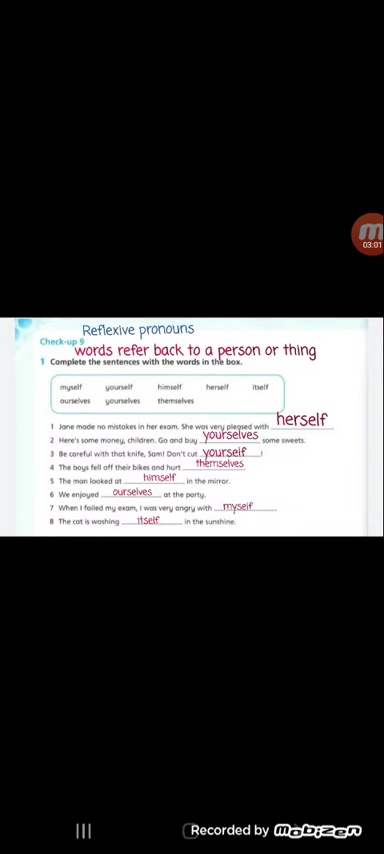 03:01
Reflexive pronouns
Check-up 9
words refer back to a person or thing
1 Complete the sentences with the words in the box.
myself yourself himself herself itself
ourselves yourselves themselves
1 Jane made no mistakes in her exam. She was very pleased with herself
2 Here's some money, children. Go and buy yourselves some sweets.
3 Be careful with that knife, Sam! Don't cut yourself !
4 The boys fell off their bikes and hurt themselves
5 The man looked at himself in the mirror.
6 We enjoyed ourselves at the party.
7 When I failed my exam, I was very angry with myself
8 The cat is washing itself in the sunshine.
Recorded by Mobizen